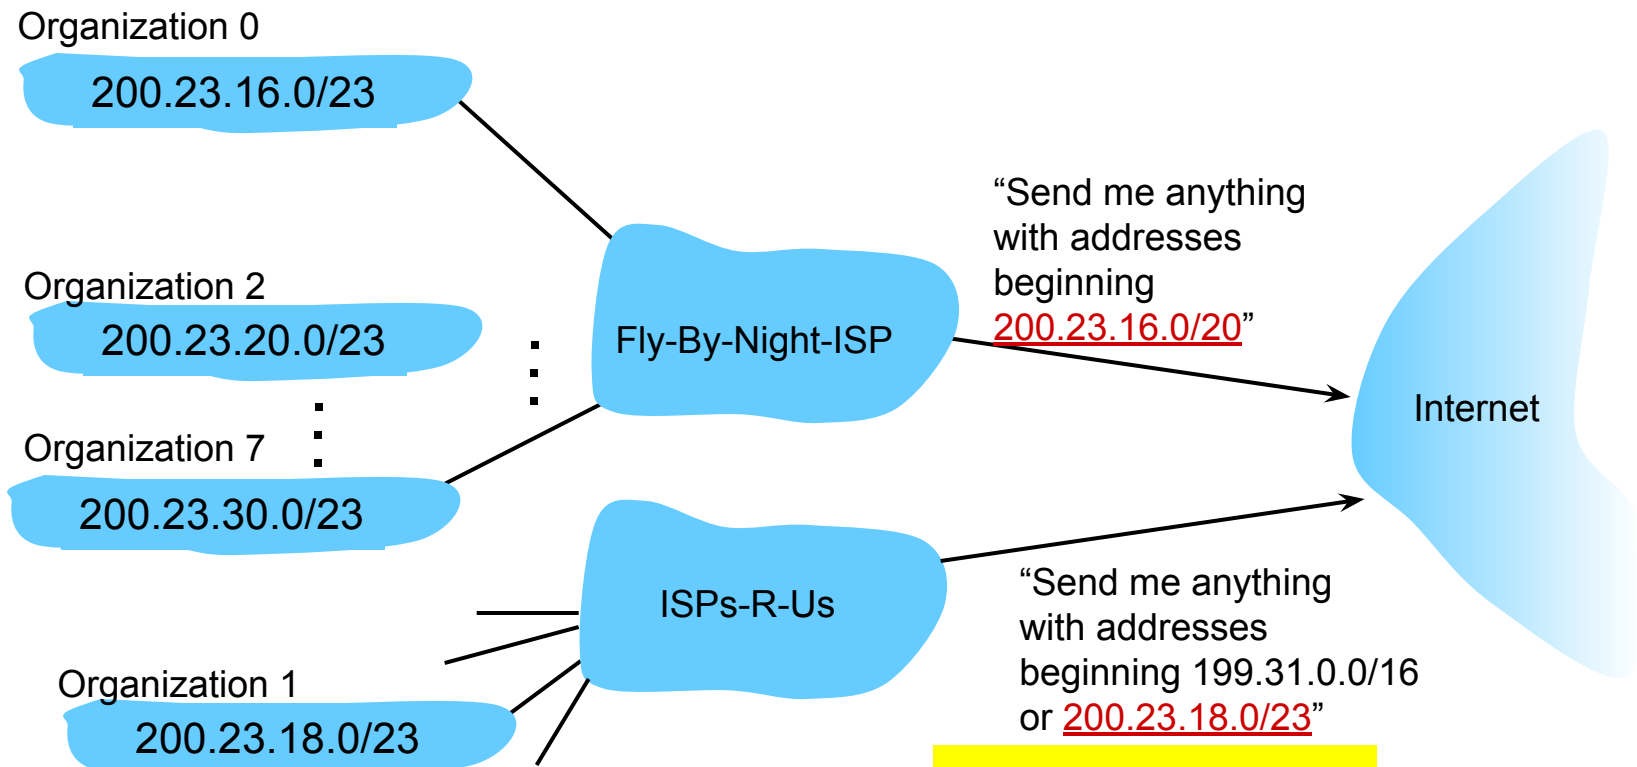 Organization 0
200.23.16.0/23
Organization 2
200.23.20.0/23
Organization 7
200.23.30.0/23
Fly-By-Night-ISP
“Send me anything
with addresses
beginning
200.23.16.0/20”
Internet
ISPs-R-Us
Organization 1
200.23.18.0/23
“Send me anything
with addresses
beginning 199.31.0.0/16
or 200.23.18.0/23”